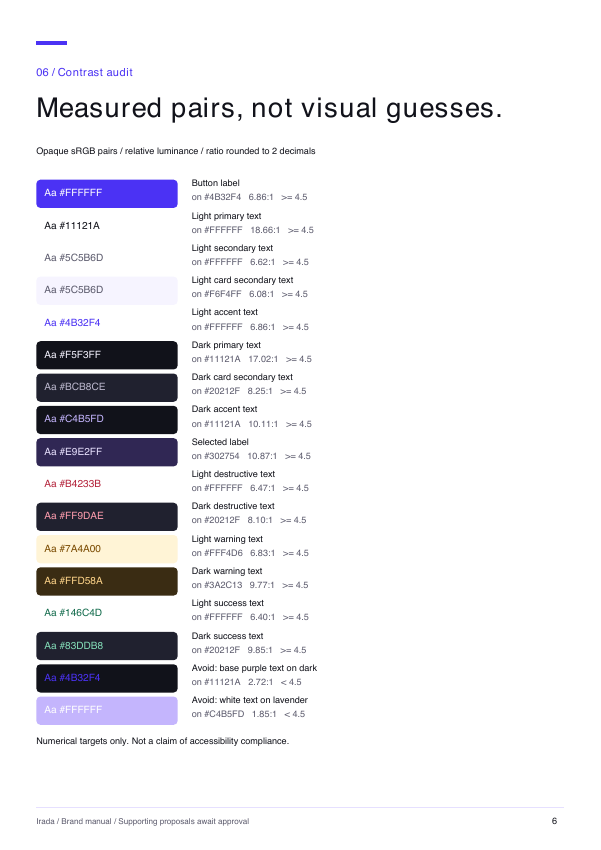 06 / Contrast audit
Measured pairs, not visual guesses.
Opaque sRGB pairs / relative luminance / ratio rounded to 2 decimals
Aa #FFFFFF
Button label
on #4B32F4 6.86:1 >= 4.5
Aa #11121A
Light primary text
on #FFFFFF 18.66:1 >= 4.5
Aa #5C5B6D
Light secondary text
on #FFFFFF 6.62:1 >= 4.5
Aa #5C5B6D
Light card secondary text
on #F6F4FF 6.08:1 >= 4.5
Aa #4B32F4
Light accent text
on #FFFFFF 6.86:1 >= 4.5
Aa #F5F3FF
Dark primary text
on #11121A 17.02:1 >= 4.5
Aa #BCB8CE
Dark card secondary text
on #20212F 8.25:1 >= 4.5
Aa #C4B5FD
Dark accent text
on #11121A 10.11:1 >= 4.5
Aa #E9E2FF
Selected label
on #302754 10.87:1 >= 4.5
Aa #B4233B
Light destructive text
on #FFFFFF 6.47:1 >= 4.5
Aa #FF9DAE
Dark destructive text
on #20212F 8.10:1 >= 4.5
Aa #7A4A00
Light warning text
on #FFF4D6 6.83:1 >= 4.5
Aa #FFD58A
Dark warning text
on #3A2C13 9.77:1 >= 4.5
Aa #146C4D
Light success text
on #FFFFFF 6.40:1 >= 4.5
Aa #83DDB8
Dark success text
on #20212F 9.85:1 >= 4.5
Aa #4B32F4
Avoid: base purple text on dark
on #11121A 2.72:1 < 4.5
Aa #FFFFFF
Avoid: white text on lavender
on #C4B5FD 1.85:1 < 4.5
Numerical targets only. Not a claim of accessibility compliance.
Irada / Brand manual / Supporting proposals await approval
6